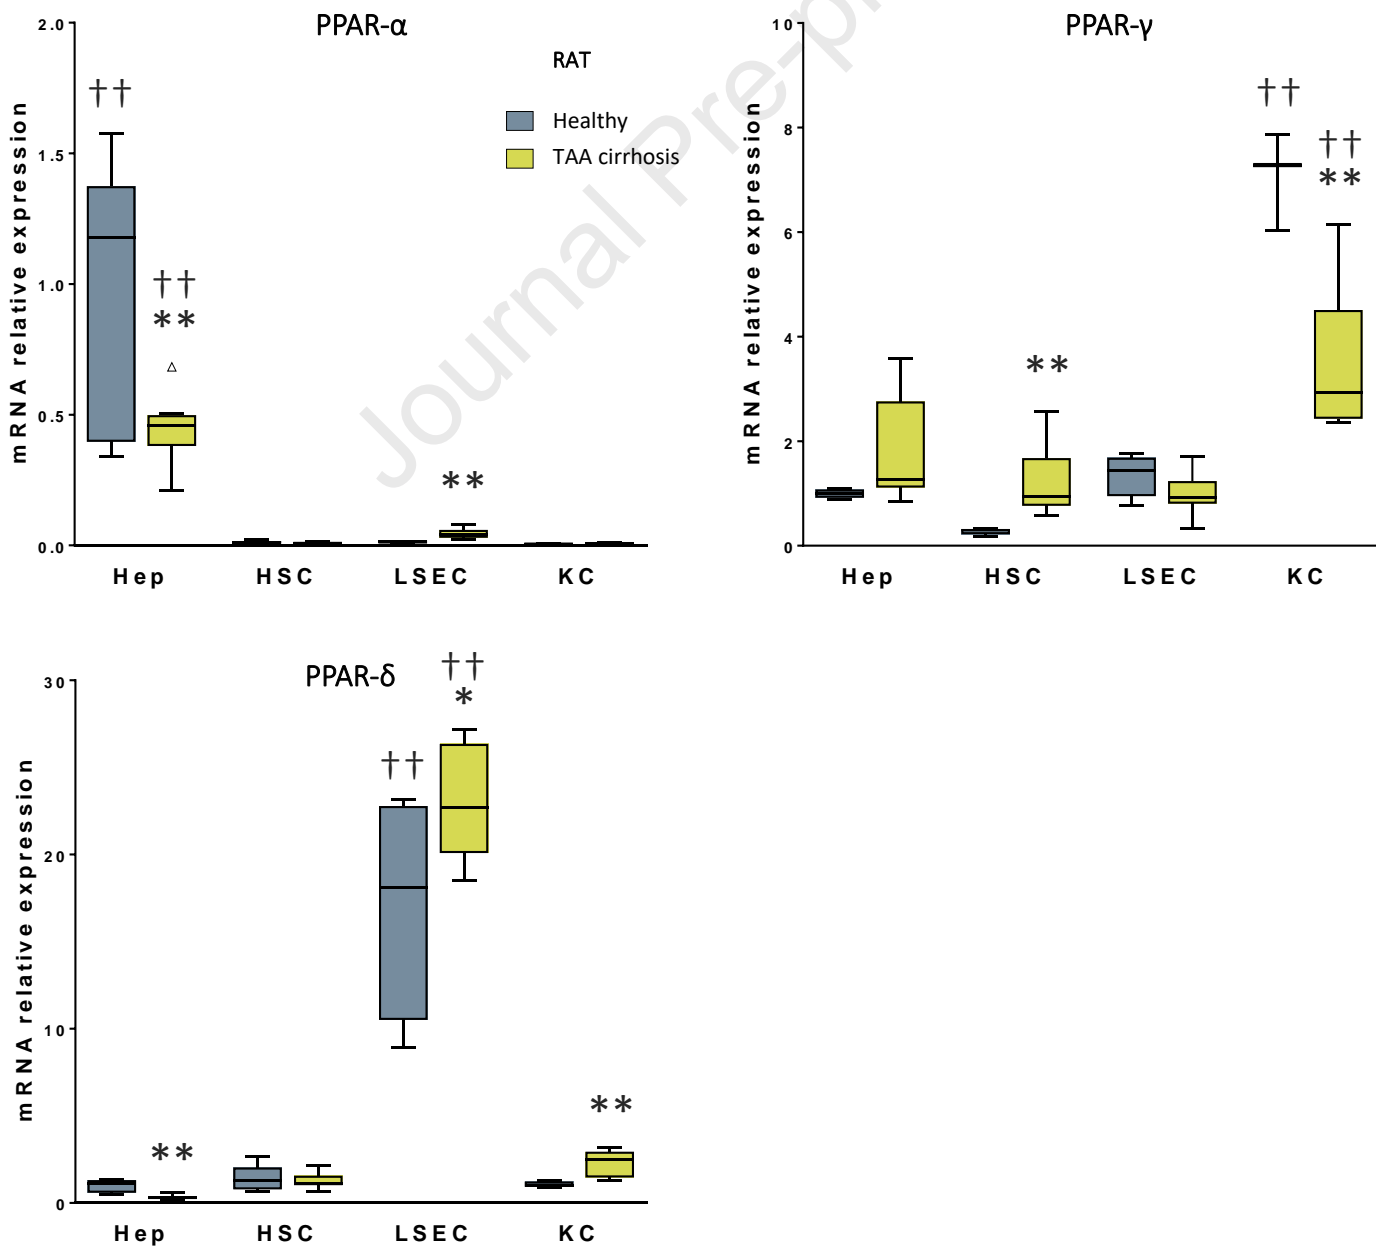 PPAR-α
RAT
Healthy
TAA cirrhosis
mRNA relative expression
2.0
1.5
1.0
0.5
0.0
††
††
**
**
Hep HSC LSEC KC
PPAR-γ
mRNA relative expression
10
8
6
4
2
0
††
††
**
**
Hep HSC LSEC KC
PPAR-δ
mRNA relative expression
30
20
10
0
††
*
††
**
**
Hep HSC LSEC KC
Journal Pre-p